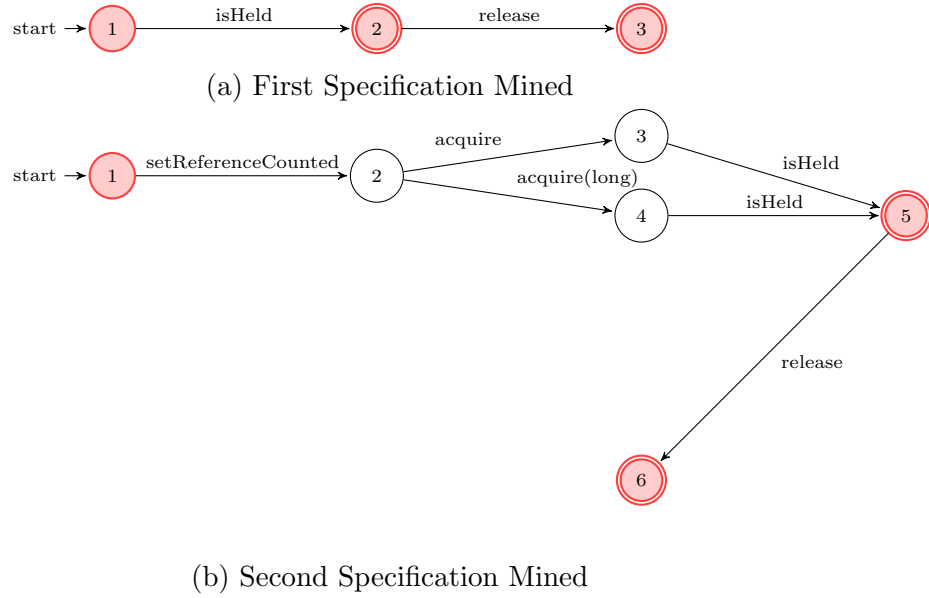 start 1 isHeld 2 release 3
(a) First Specification Mined
start 1 setReferenceCounted 2 acquire 3 isHeld
acquire(long) 4 isHeld 5
release
6
(b) Second Specification Mined